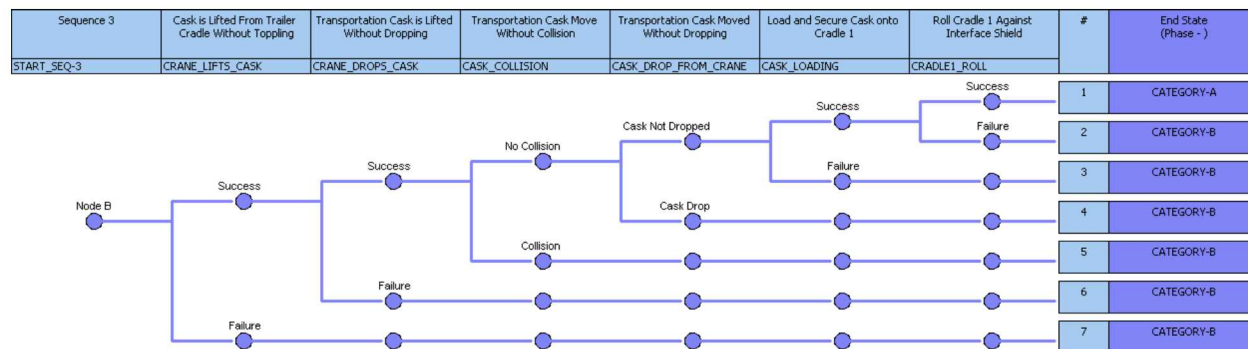 Sequence 3
Cask is Lifted From Trailer
Cradle Without Toppling
Transportation Cask is Lifted
Without Dropping
Transportation Cask Move
Without Collision
Transportation Cask Moved
Without Dropping
Load and Secure Cask onto
Cradle 1
Roll Cradle 1 Against
Interface Shield
#
End State
(Phase - )
START_SEQ-3
CRANE_LIFTS_CASK
CRANE_DROPS_CASK
CASK_COLLISION
CASK_DROP_FROM_CRANE
CASK_LOADING
CRADLE1_ROLL
Success
1
CATEGORY-A
Success
Cask Not Dropped
Failure
2
CATEGORY-B
No Collision
Success
Failure
3
CATEGORY-B
Success
Node B
Cask Drop
4
CATEGORY-B
Collision
5
CATEGORY-B
Failure
6
CATEGORY-B
Failure
7
CATEGORY-B